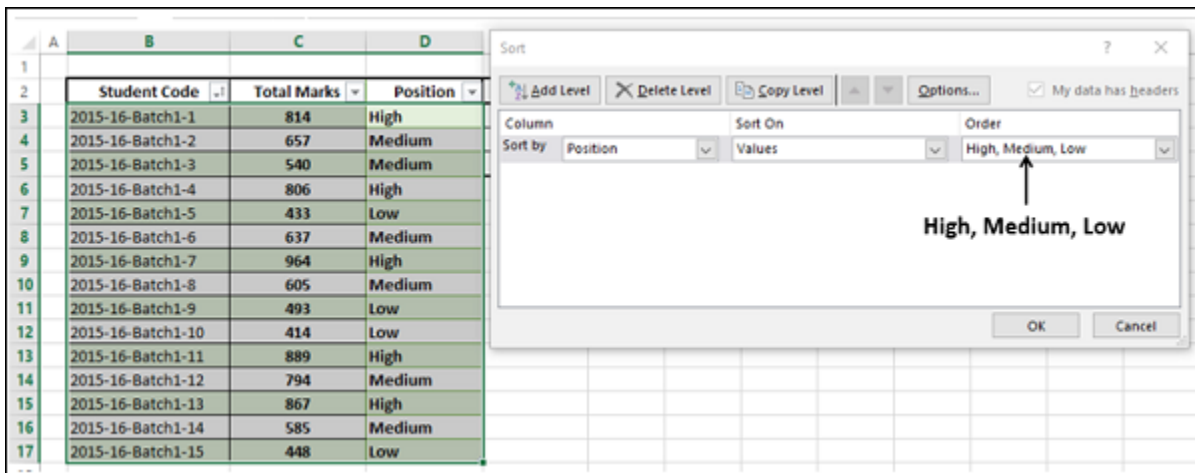 A B C D
1
2 Student Code Total Marks Position
3 2015-16-Batch1-1 814 High
4 2015-16-Batch1-2 657 Medium
5 2015-16-Batch1-3 540 Medium
6 2015-16-Batch1-4 806 High
7 2015-16-Batch1-5 433 Low
8 2015-16-Batch1-6 637 Medium
9 2015-16-Batch1-7 964 High
10 2015-16-Batch1-8 605 Medium
11 2015-16-Batch1-9 493 Low
12 2015-16-Batch1-10 414 Low
13 2015-16-Batch1-11 889 High
14 2015-16-Batch1-12 794 Medium
15 2015-16-Batch1-13 867 High
16 2015-16-Batch1-14 585 Medium
17 2015-16-Batch1-15 448 Low
Sort ?
Add Level Delete Level Copy Level Options... My data has headers
Column Sort On Order
Sort by Position Values High, Medium, Low
High, Medium, Low
OK Cancel